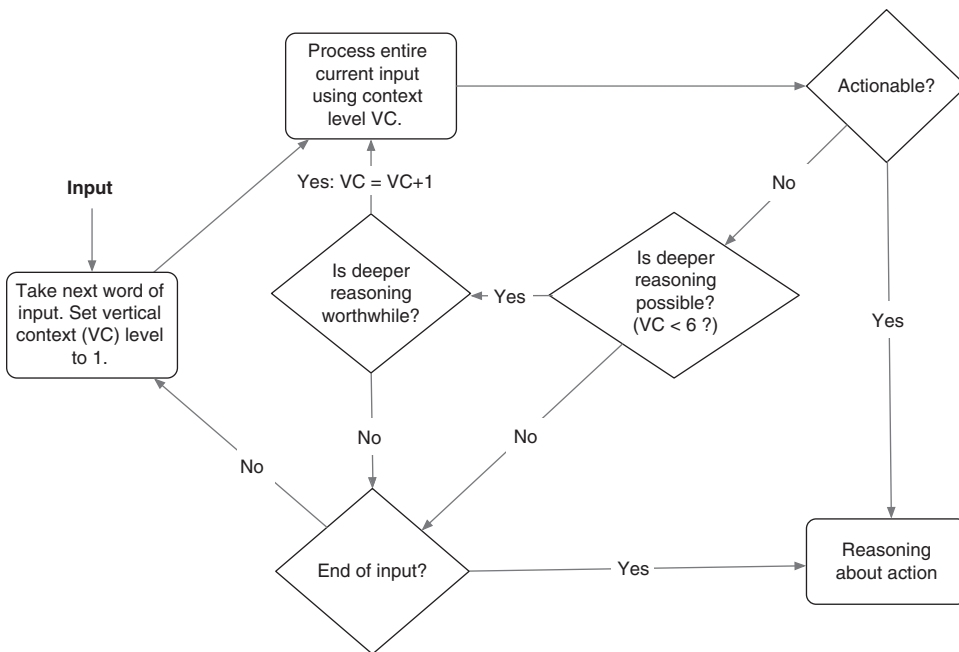 Process entire
current input
using context
level VC.
Actionable?
Yes: VC = VC+1
No
Input
Is deeper
reasoning
worthwhile?
Yes
Is deeper
reasoning
possible?
(VC < 6 ?)
Take next word of
input. Set vertical
context (VC) level
to 1.
Yes
No
No
No
End of input?
Yes
Reasoning
about action